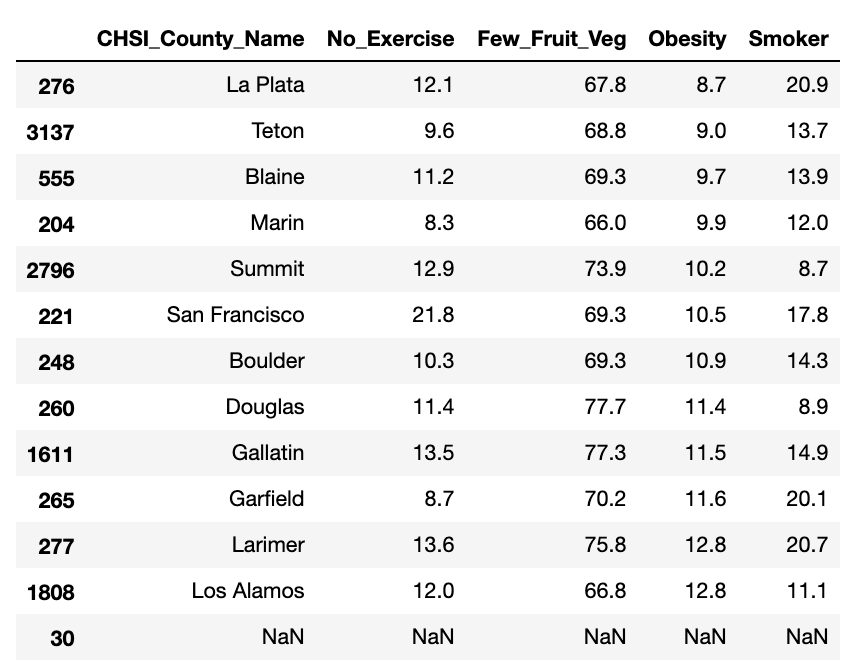 CHSI_County_Name No_Exercise Few_Fruit_Veg Obesity Smoker
276 La Plata 12.1 67.8 8.7 20.9
3137 Teton 9.6 68.8 9.0 13.7
555 Blaine 11.2 69.3 9.7 13.9
204 Marin 8.3 66.0 9.9 12.0
2796 Summit 12.9 73.9 10.2 8.7
221 San Francisco 21.8 69.3 10.5 17.8
248 Boulder 10.3 69.3 10.9 14.3
260 Douglas 11.4 77.7 11.4 8.9
1611 Gallatin 13.5 77.3 11.5 14.9
265 Garfield 8.7 70.2 11.6 20.1
277 Larimer 13.6 75.8 12.8 20.7
1808 Los Alamos 12.0 66.8 12.8 11.1
30 NaN NaN NaN NaN NaN